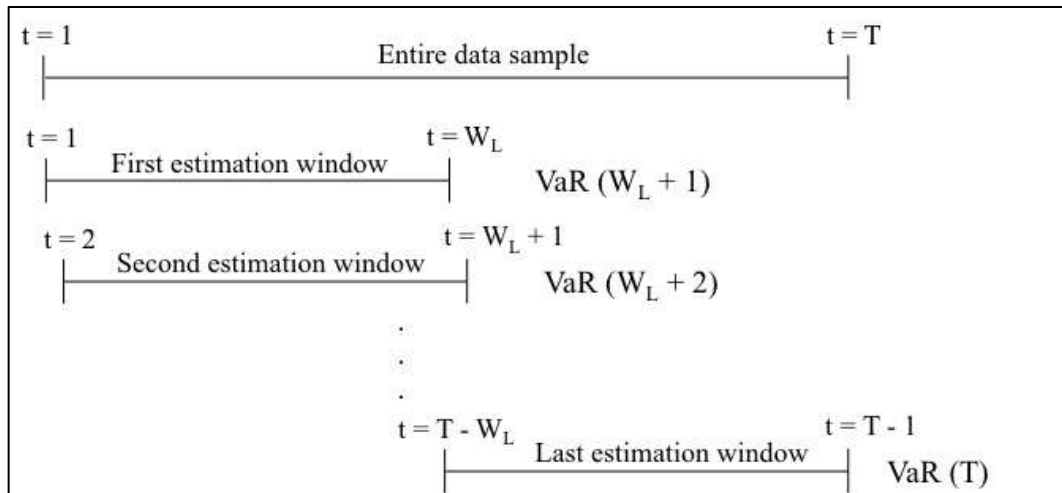 t = 1 t = T
Entire data sample
t = 1 t = W_L
First estimation window
VaR (W_L + 1)
t = 2 t = W_L + 1
Second estimation window
VaR (W_L + 2)
.
.
.
t = T - W_L t = T - 1
Last estimation window
VaR (T)